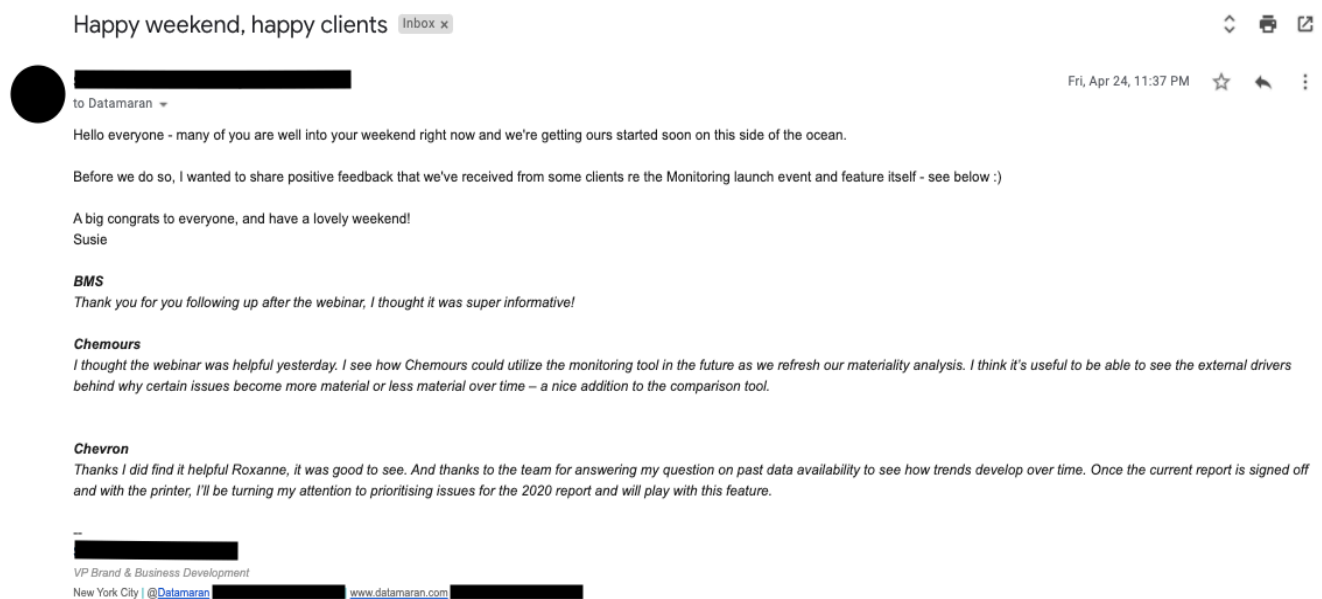 Happy weekend, happy clients Inbox x
Fri, Apr 24, 11:37 PM
to Datamaran
Hello everyone - many of you are well into your weekend right now and we're getting ours started soon on this side of the ocean.
Before we do so, I wanted to share positive feedback that we've received from some clients re the Monitoring launch event and feature itself - see below :)
A big congrats to everyone, and have a lovely weekend!
Susie
BMS
Thank you for you following up after the webinar, I thought it was super informative!
Chemours
I thought the webinar was helpful yesterday. I see how Chemours could utilize the monitoring tool in the future as we refresh our materiality analysis. I think it's useful to be able to see the external drivers
behind why certain issues become more material or less material over time – a nice addition to the comparison tool.
Chevron
Thanks I did find it helpful Roxanne, it was good to see. And thanks to the team for answering my question on past data availability to see how trends develop over time. Once the current report is signed off
and with the printer, I'll be turning my attention to prioritising issues for the 2020 report and will play with this feature.
--
VP Brand & Business Development
New York City | @Datamaran | www.datamaran.com